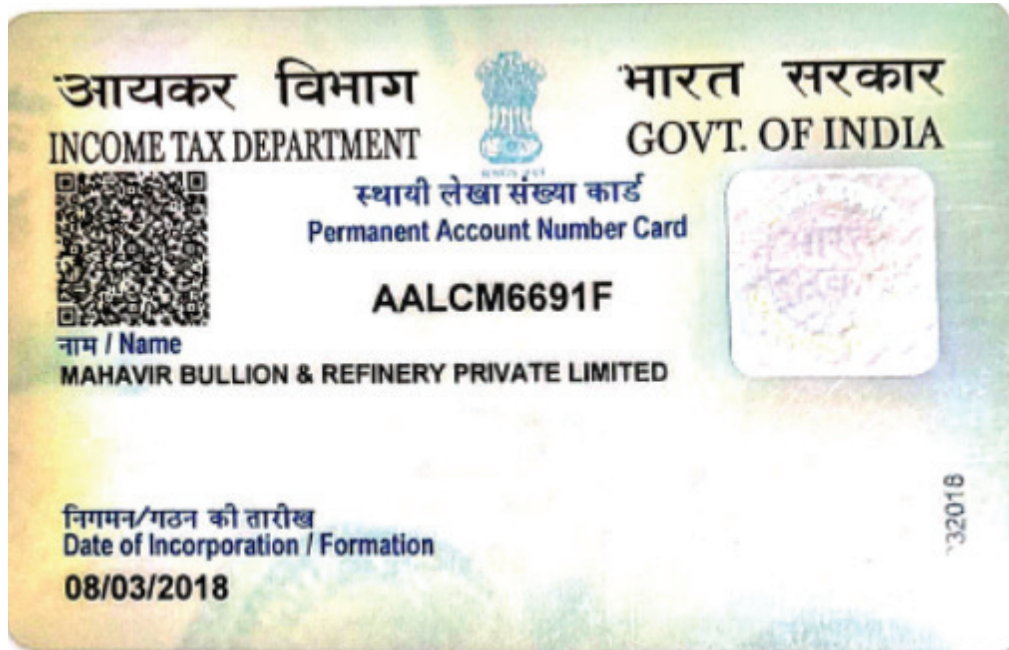 आयकर विभाग
INCOME TAX DEPARTMENT
भारत सरकार
GOVT. OF INDIA
स्थायी लेखा संख्या कार्ड
Permanent Account Number Card
AALCM6691F
नाम / Name
MAHAVIR BULLION & REFINERY PRIVATE LIMITED
निगमन/गठन की तारीख
Date of Incorporation / Formation
08/03/2018
32018